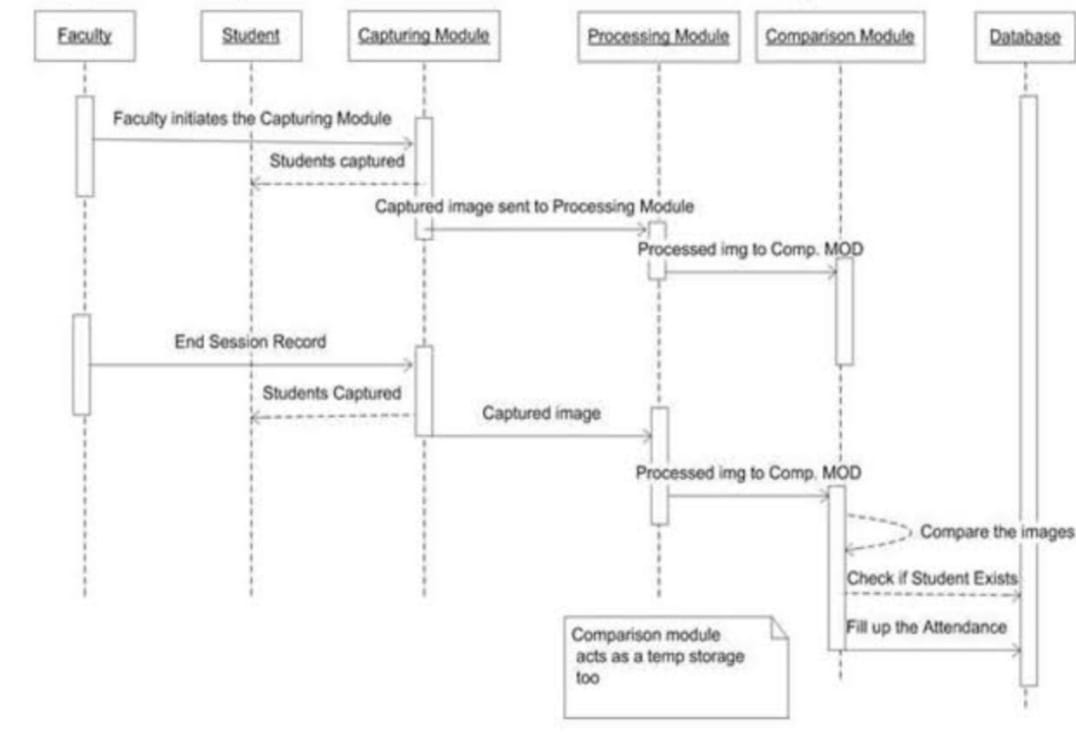 Faculty
Student
Capturing Module
Processing Module
Comparison Module
Database
Faculty initiates the Capturing Module
Students captured
Captured image sent to Processing Module
Processed img to Comp. MOD
End Session Record
Students Captured
Captured image
Processed img to Comp. MOD
Compare the images
Check if Student Exists
Fill up the Attendance
Comparison module
acts as a temp storage
too